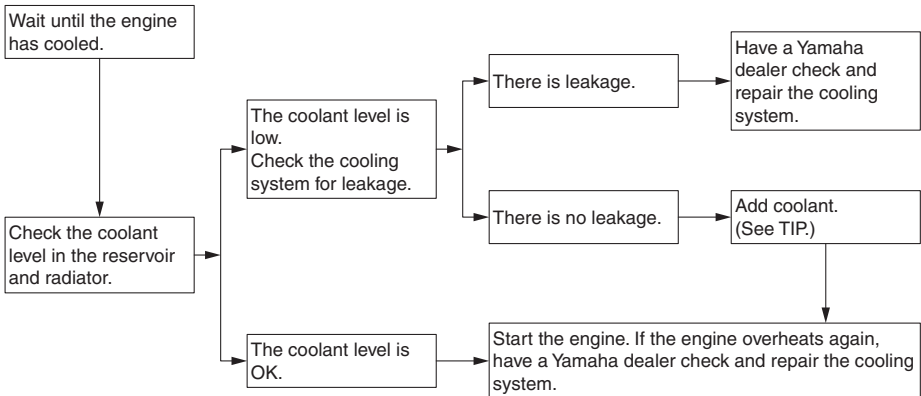 Wait until the engine
has cooled.
Check the coolant
level in the reservoir
and radiator.
The coolant level is
low.
Check the cooling
system for leakage.
There is leakage.
Have a Yamaha
dealer check and
repair the cooling
system.
There is no leakage.
Add coolant.
(See TIP.)
The coolant level is
OK.
Start the engine. If the engine overheats again,
have a Yamaha dealer check and repair the cooling
system.